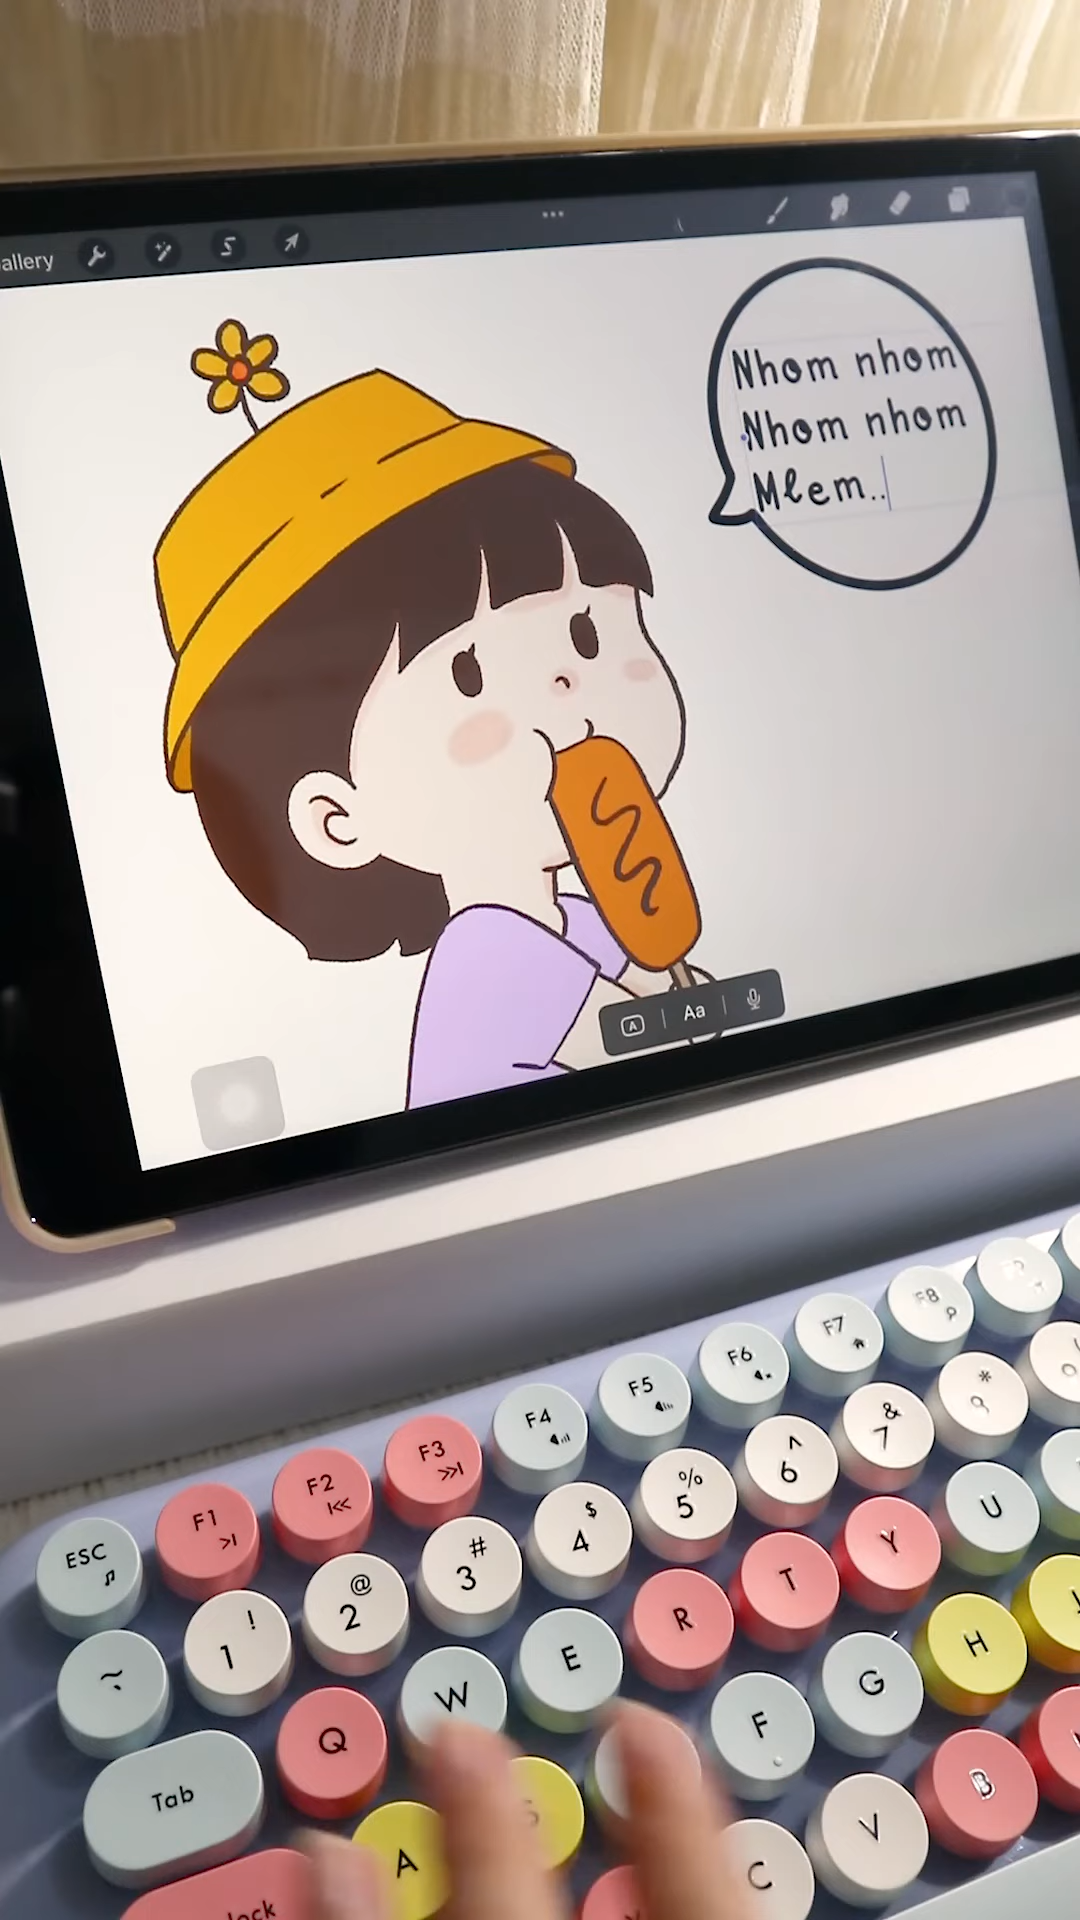 allery
Nhom nhom
Nhom nhom
Mlem..
A Aa
ESC F1 F2 F3 F4 F5 F6 F7 F8
~ ! 1 @ 2 # 3 $ 4 % 5 ^ 6 & 7 *
Tab Q W E R T Y U
lock A S F G H
C V B